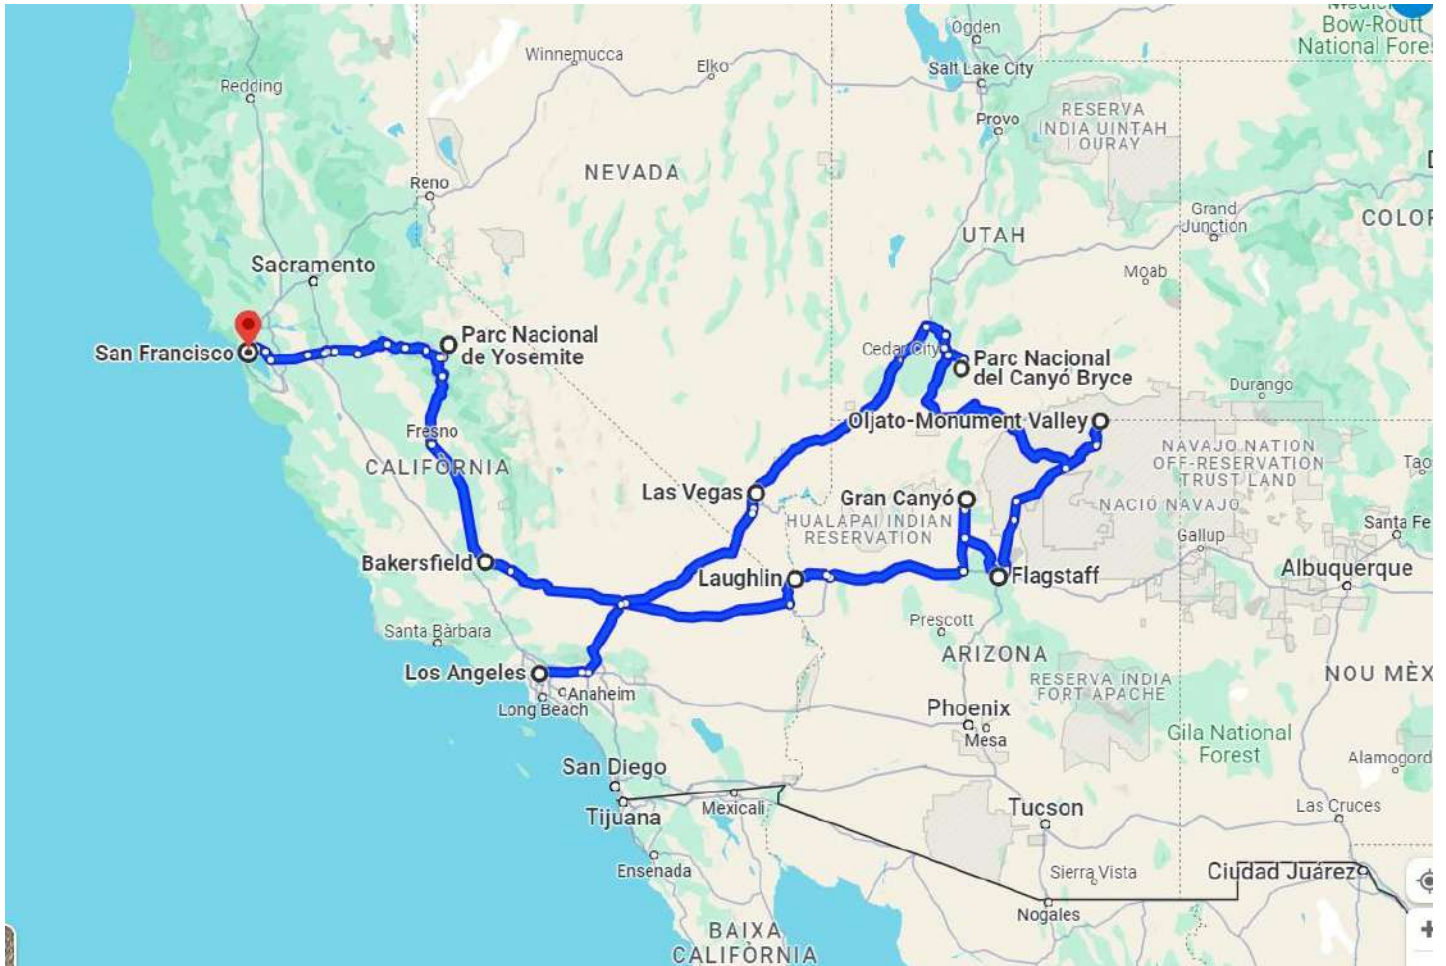 Bow-Routt
National Fores
Ogden
Winnemucca
Elko
Salt Lake City
Redding
RESERVA
INDIA UINTAH
I OURAY
Provo
NEVADA
Reno
Grand
Junction
COLOR
UTAH
Sacramento
Moab
San Francisco
Parc Nacional
de Yosemite
Cedar City
Parc Nacional
del Canyó Bryce
Durango
Oljato-Monument Valley
Fresno
CALIFÒRNIA
NAVAJO NATION
OFF-RESERVATION
TRUST LAND
Tao
Las Vegas
Gran Canyó
NACIÓ NAVAJO
HUALAPAI INDIAN
RESERVATION
Santa Fe
Gallup
Bakersfield
Laughlin
Flagstaff
Albuquerque
Santa Bàrbara
Prescott
ARIZONA
Los Angeles
Anaheim
Long Beach
RESERVA INDIA
FORT APACHE
NOU MÈX
Phoenix
Mesa
Gila National
Forest
San Diego
Alamogord
Tijuana
Mexicali
Tucson
Las Cruces
Ensenada
Sierra Vista
Ciudad Juárez
Nogales
BAIXA
CALIFÒRNIA